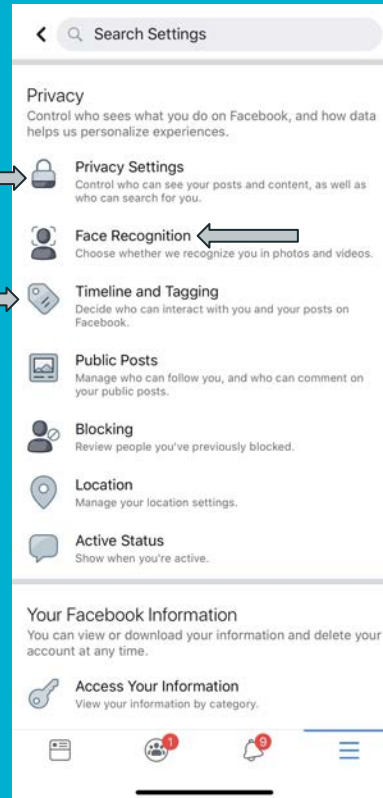 Search Settings
Privacy
Control who sees what you do on Facebook, and how data
helps us personalize experiences.
Privacy Settings
Control who can see your posts and content, as well as
who can search for you.
Face Recognition
Choose whether we recognize you in photos and videos.
Timeline and Tagging
Decide who can interact with you and your posts on
Facebook.
Public Posts
Manage who can follow you, and who can comment on
your public posts.
Blocking
Review people you've previously blocked.
Location
Manage your location settings.
Active Status
Show when you're active.
Your Facebook Information
You can view or download your information and delete your
account at any time.
Access Your Information
View your information by category.
1
9